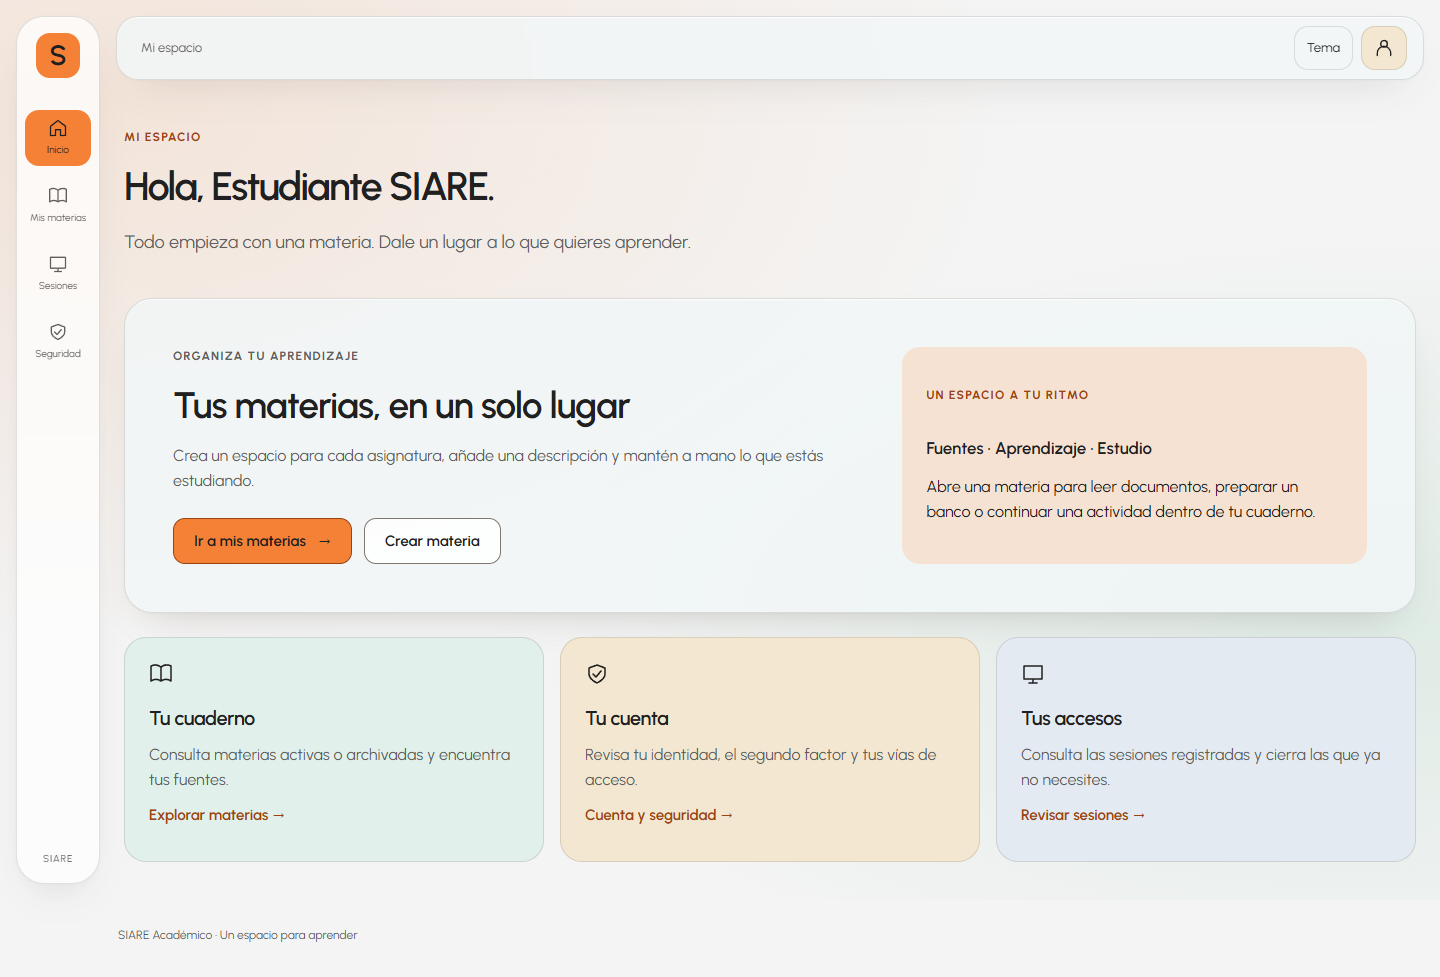 S
Inicio
Mis materias
Sesiones
Seguridad
SIARE
Mi espacio
Tema
MI ESPACIO
Hola, Estudiante SIARE.
Todo empieza con una materia. Dale un lugar a lo que quieres aprender.
ORGANIZA TU APRENDIZAJE
Tus materias, en un solo lugar
Crea un espacio para cada asignatura, añade una descripción y mantén a mano lo que estás
estudiando.
Ir a mis materias →
Crear materia
UN ESPACIO A TU RITMO
Fuentes · Aprendizaje · Estudio
Abre una materia para leer documentos, preparar un
banco o continuar una actividad dentro de tu cuaderno.
Tu cuaderno
Consulta materias activas o archivadas y encuentra
tus fuentes.
Explorar materias →
Tu cuenta
Revisa tu identidad, el segundo factor y tus vías de
acceso.
Cuenta y seguridad →
Tus accesos
Consulta las sesiones registradas y cierra las que ya
no necesites.
Revisar sesiones →
SIARE Académico · Un espacio para aprender